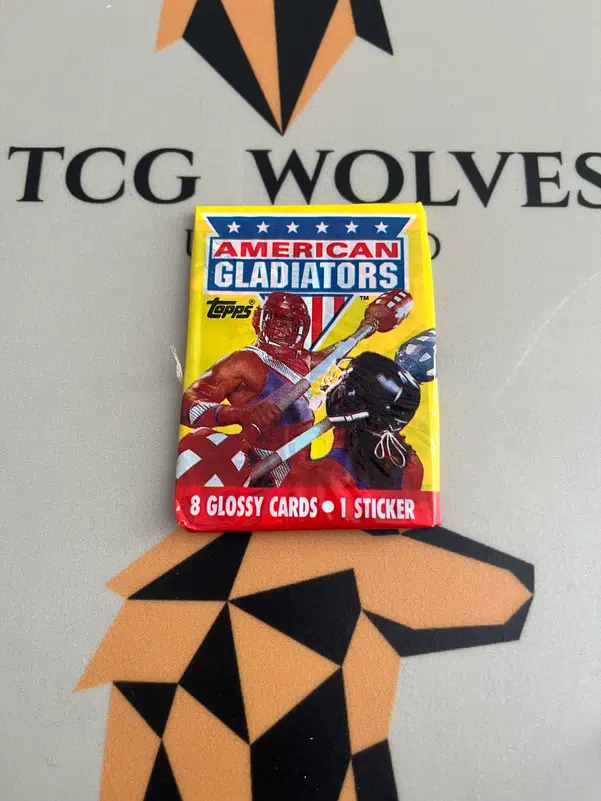 TCG WOLVES
U D
AMERICAN
GLADIATORS
TM
Topps®
8 GLOSSY CARDS • 1 STICKER